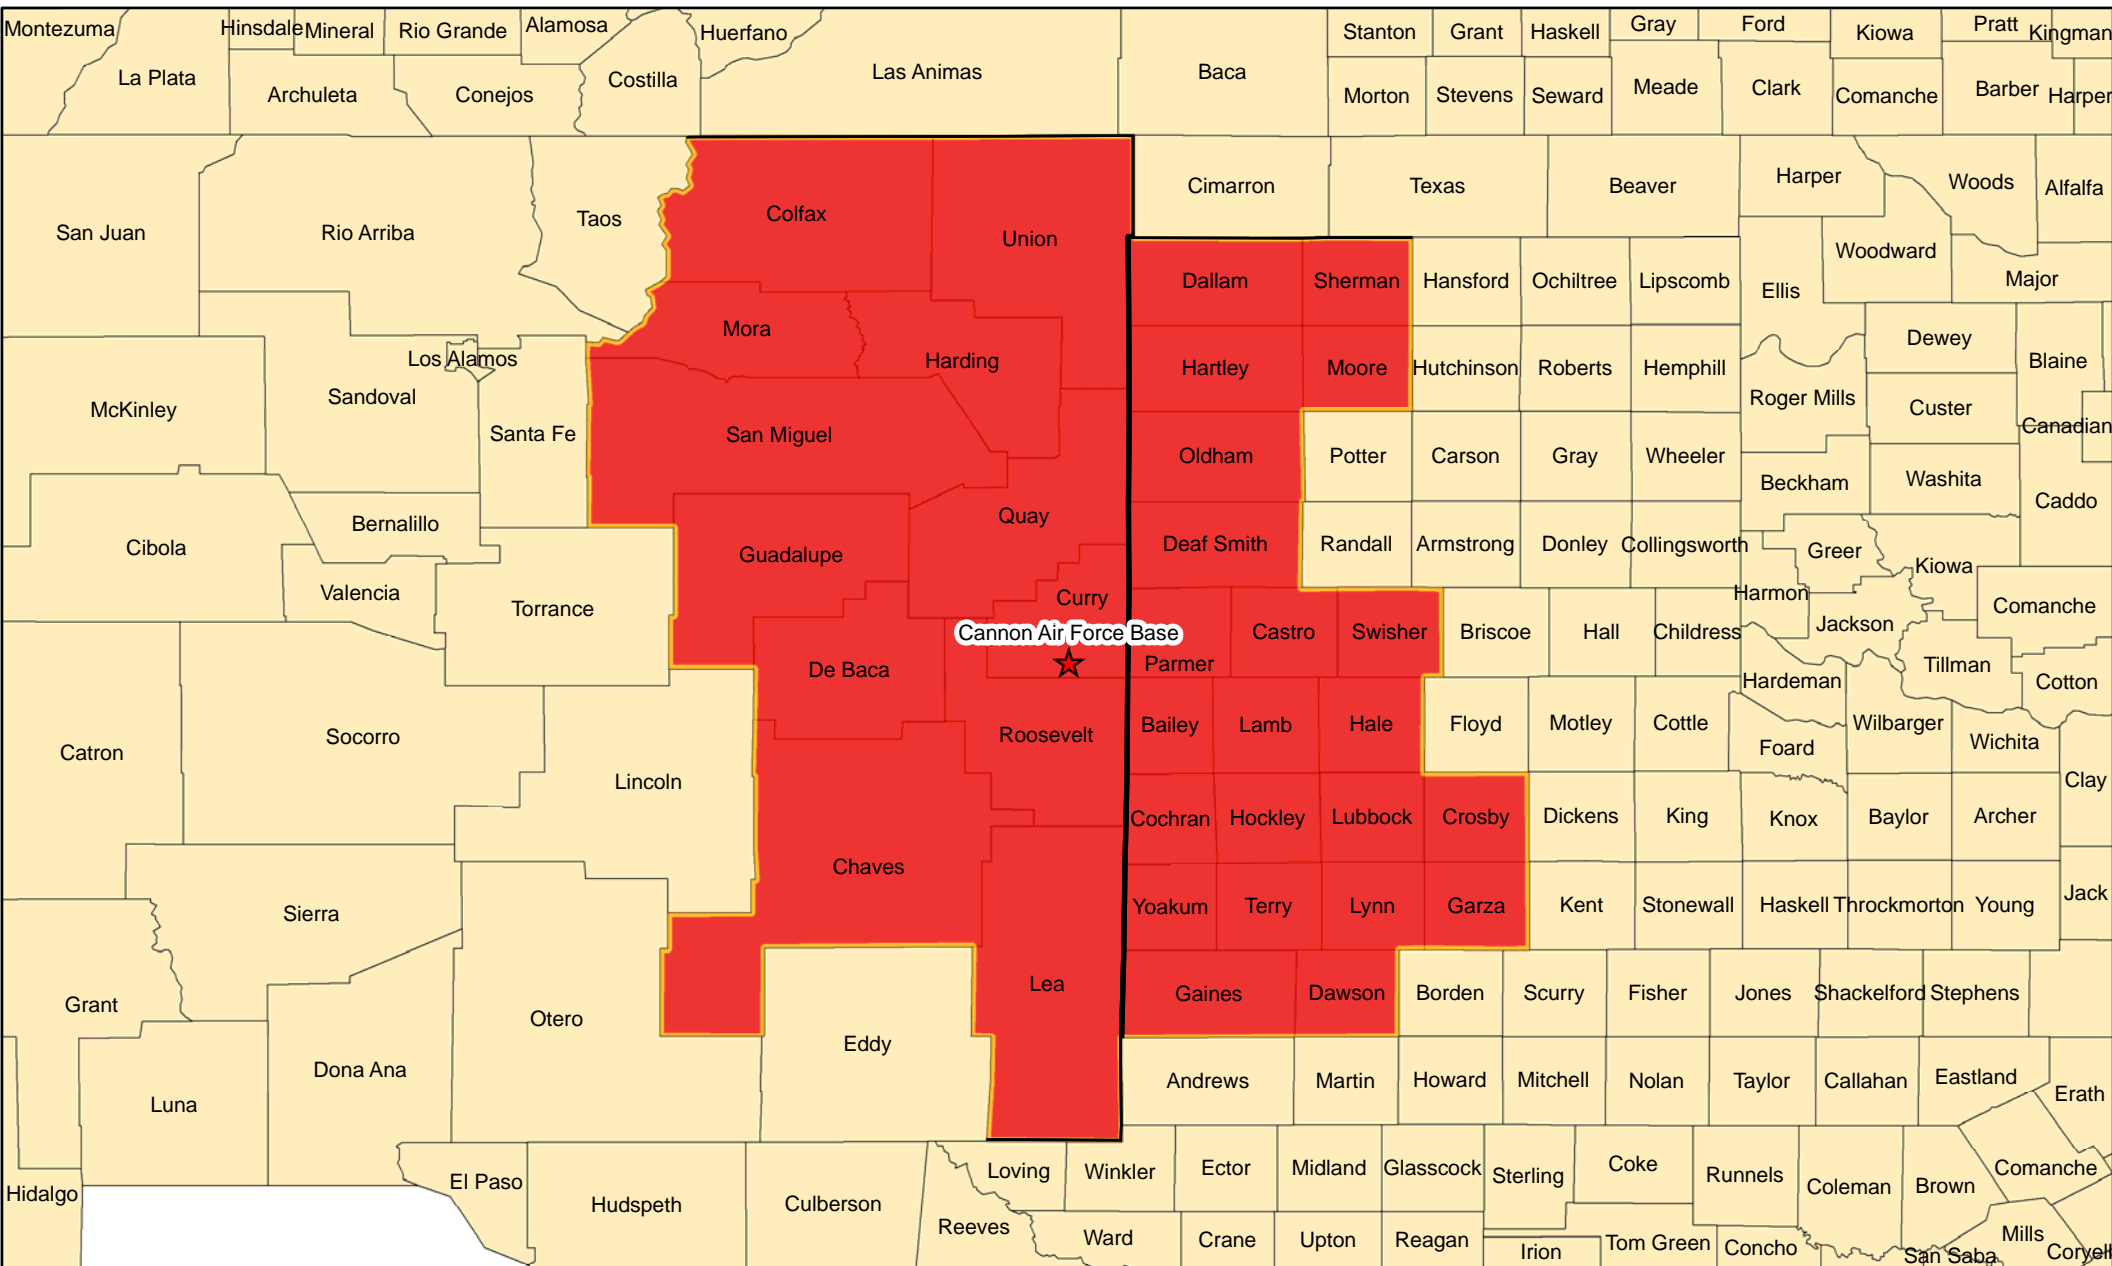 Montezuma
La Plata
Hinsdale
Mineral
Rio Grande
Alamosa
Huerfano
Archuleta
Conejos
Costilla
Las Animas
Baca
Stanton
Grant
Haskell
Gray
Ford
Kiowa
Pratt
Kingman
Morton
Stevens
Seward
Meade
Clark
Comanche
Barber
Harper
San Juan
Rio Arriba
Taos
Colfax
Union
Cimarron
Texas
Beaver
Harper
Woods
Alfalfa
Woodward
Major
Dallam
Sherman
Hansford
Ochiltree
Lipscomb
Ellis
Mora
Harding
Los Alamos
Dewey
Blaine
Hartley
Moore
Hutchinson
Roberts
Hemphill
McKinley
Sandoval
Santa Fe
San Miguel
Roger Mills
Custer
Canadian
Oldham
Potter
Carson
Gray
Wheeler
Beckham
Washita
Caddo
Cibola
Bernalillo
Guadalupe
Quay
Deaf Smith
Randall
Armstrong
Donley
Collingsworth
Greer
Kiowa
Valencia
Torrance
Curry
Harmon
Comanche
Cannon Air Force Base
Castro
Swisher
Briscoe
Hall
Childress
Jackson
De Baca
Parmer
Tillman
Hardeman
Cotton
Catron
Socorro
Lincoln
Roosevelt
Bailey
Lamb
Hale
Floyd
Motley
Cottle
Foard
Wilbarger
Wichita
Clay
Chaves
Cochran
Hockley
Lubbock
Crosby
Dickens
King
Knox
Baylor
Archer
Sierra
Yoakum
Terry
Lynn
Garza
Kent
Stonewall
Haskell
Throckmorton
Young
Jack
Grant
Otero
Eddy
Lea
Gaines
Dawson
Borden
Scurry
Fisher
Jones
Shackelford
Stephens
Luna
Dona Ana
Andrews
Martin
Howard
Mitchell
Nolan
Taylor
Callahan
Eastland
Erath
Hidalgo
El Paso
Hudspeth
Culberson
Reeves
Loving
Winkler
Ector
Midland
Glasscock
Sterling
Coke
Runnels
Coleman
Brown
Comanche
Ward
Crane
Upton
Reagan
Irion
Tom Green
Concho
San Saba
Mills
Coryell